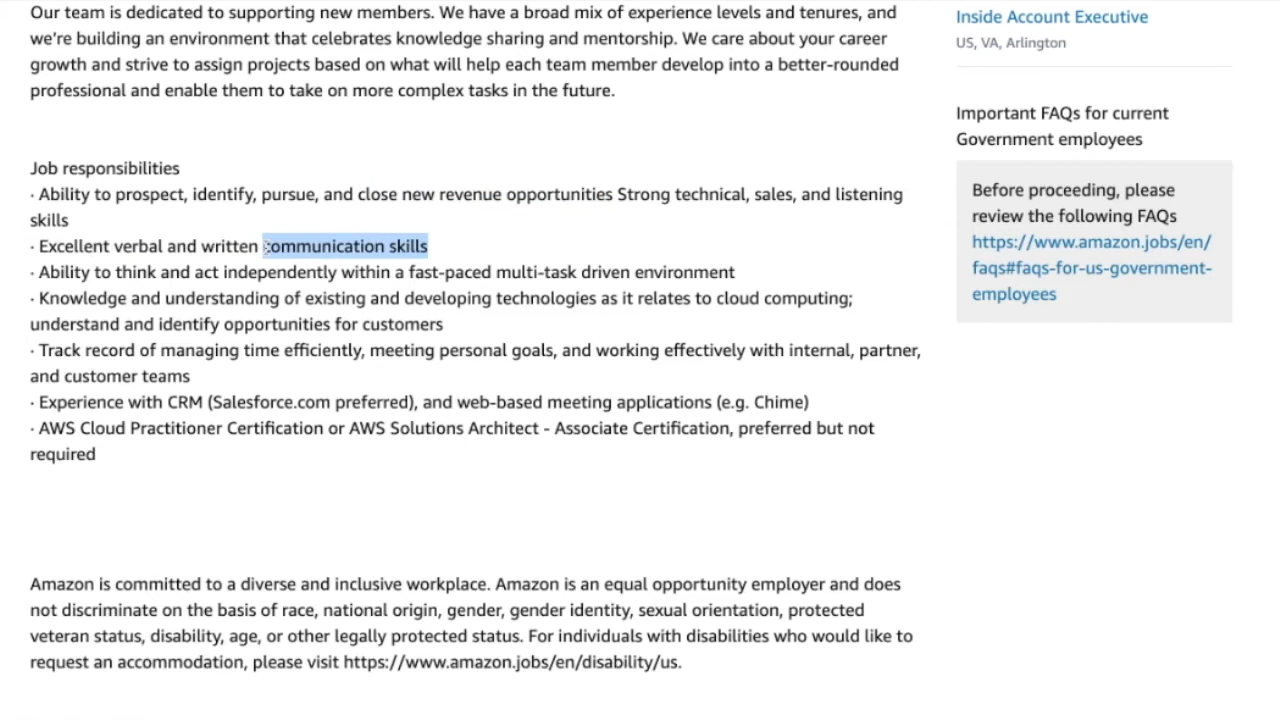 Our team is dedicated to supporting new members. We have a broad mix of experience levels and tenures, and
we’re building an environment that celebrates knowledge sharing and mentorship. We care about your career
growth and strive to assign projects based on what will help each team member develop into a better-rounded
professional and enable them to take on more complex tasks in the future.
Job responsibilities
· Ability to prospect, identify, pursue, and close new revenue opportunities Strong technical, sales, and listening
skills
· Excellent verbal and written communication skills
· Ability to think and act independently within a fast-paced multi-task driven environment
· Knowledge and understanding of existing and developing technologies as it relates to cloud computing;
understand and identify opportunities for customers
· Track record of managing time efficiently, meeting personal goals, and working effectively with internal, partner,
and customer teams
· Experience with CRM (Salesforce.com preferred), and web-based meeting applications (e.g. Chime)
· AWS Cloud Practitioner Certification or AWS Solutions Architect - Associate Certification, preferred but not
required
Amazon is committed to a diverse and inclusive workplace. Amazon is an equal opportunity employer and does
not discriminate on the basis of race, national origin, gender, gender identity, sexual orientation, protected
veteran status, disability, age, or other legally protected status. For individuals with disabilities who would like to
request an accommodation, please visit https://www.amazon.jobs/en/disability/us.
Inside Account Executive
US, VA, Arlington
Important FAQs for current
Government employees
Before proceeding, please
review the following FAQs
https://www.amazon.jobs/en/
faqs#faqs-for-us-government-
employees